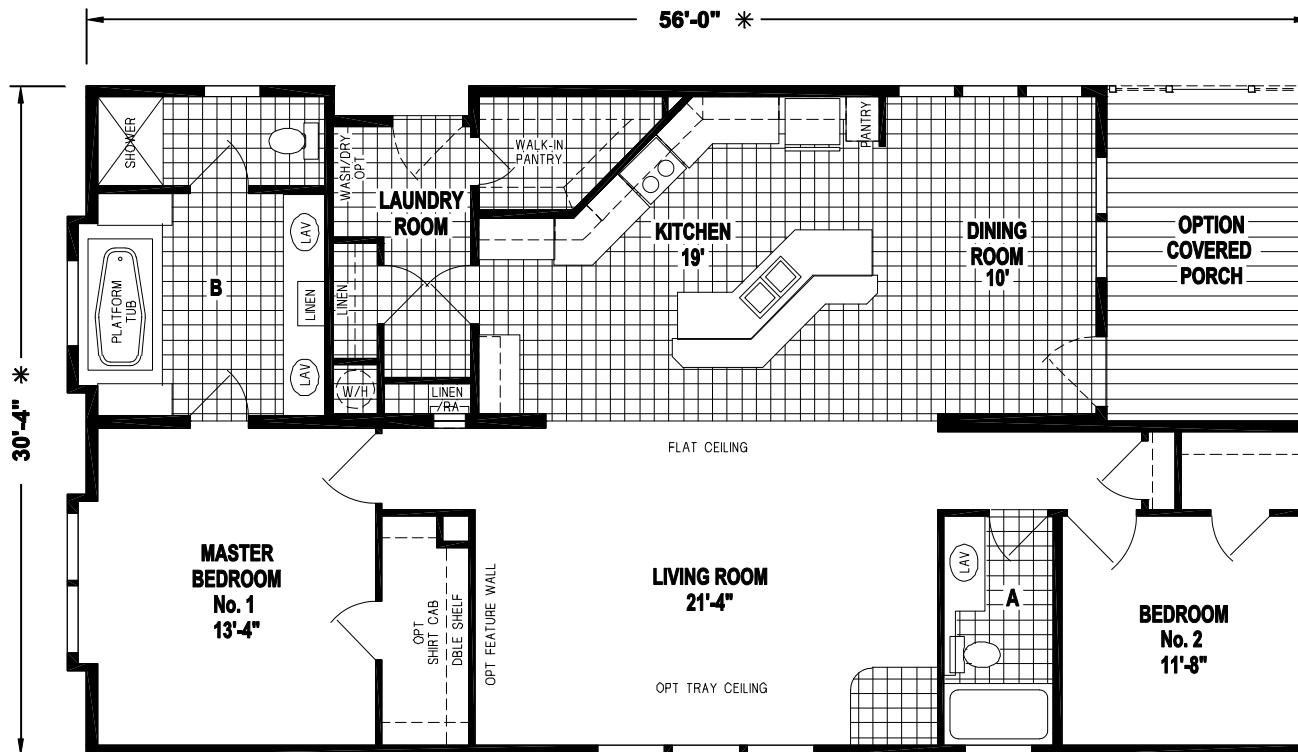 56'-0" *
30'-4" *
SHOWER
WASH/DRY
OPT
LAUNDRY
ROOM
WALK-IN
PANTRY
PANTRY
KITCHEN
19'
DINING
ROOM
10'
OPTION
COVERED
PORCH
PLATFORM
TUB
B
LAV
LINEN
LAV
LINEN
W/H
LINEN
/RA
FLAT CEILING
MASTER
BEDROOM
No. 1
13'-4"
OPT
SHIRT CAB
DBLE SHELF
OPT FEATURE WALL
LIVING ROOM
21'-4"
OPT TRAY CEILING
LAV
A
BEDROOM
No. 2
11'-8"